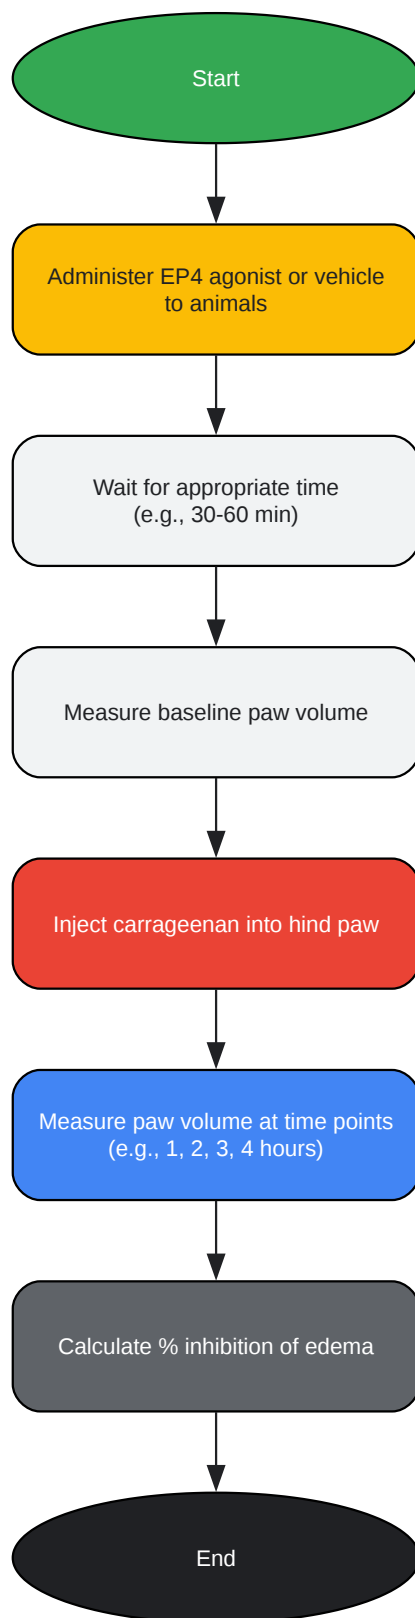 Start
Administer EP4 agonist or vehicle
to animals
Wait for appropriate time
(e.g., 30-60 min)
Measure baseline paw volume
Inject carrageenan into hind paw
Measure paw volume at time points
(e.g., 1, 2, 3, 4 hours)
Calculate % inhibition of edema
End